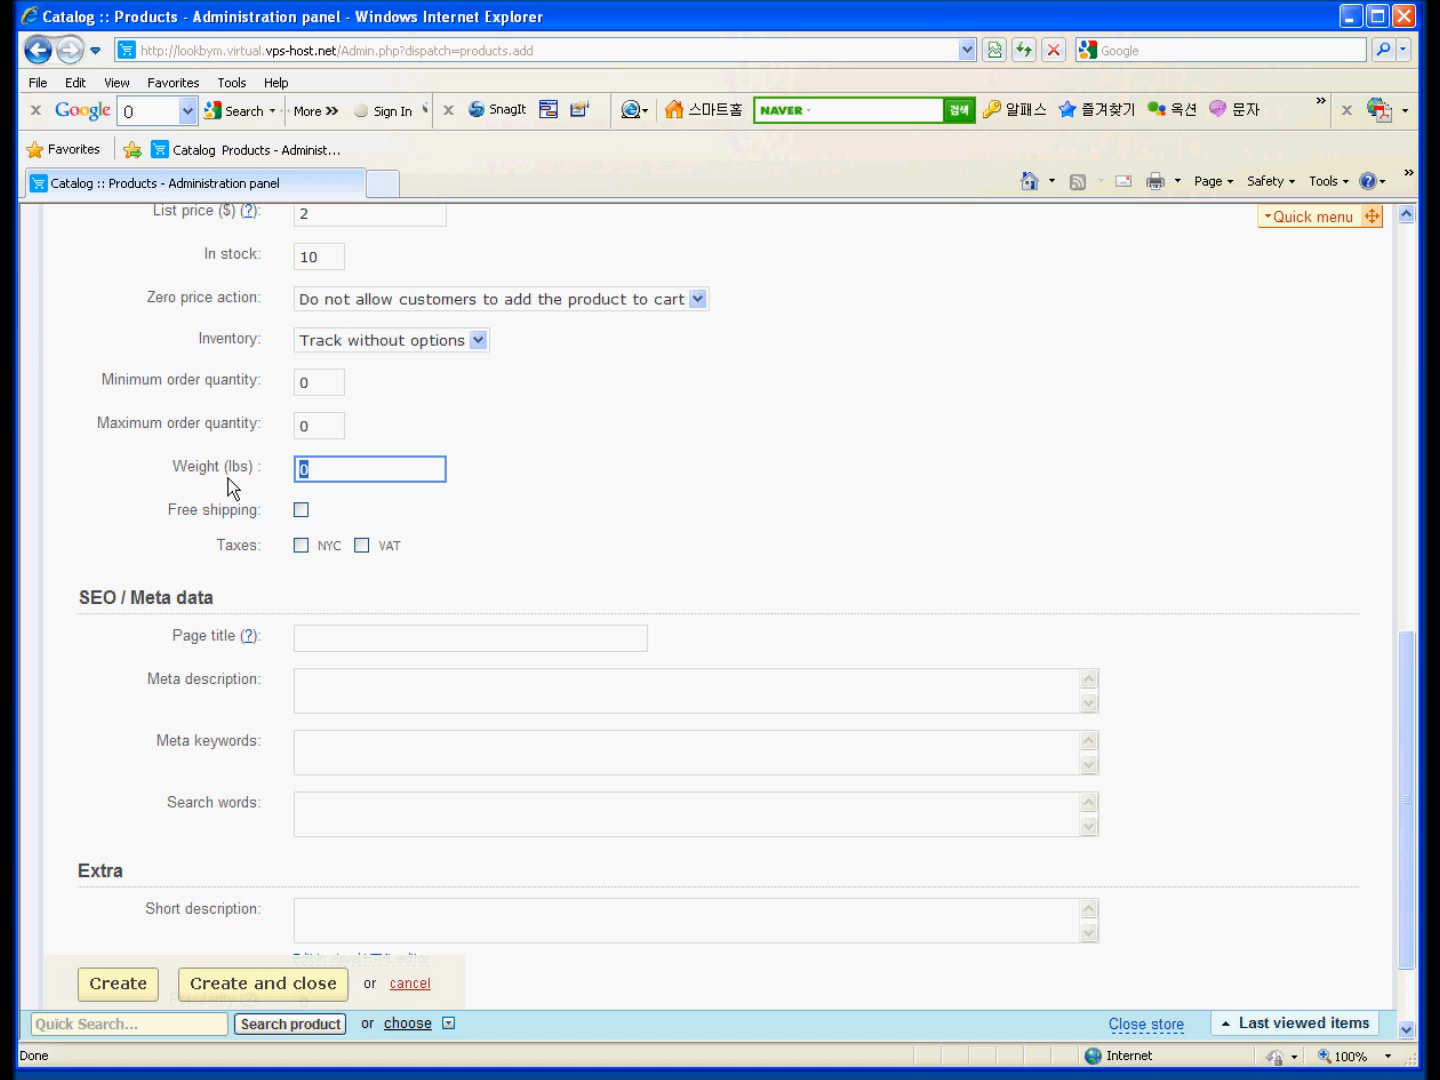 Catalog :: Products - Administration panel - Windows Internet Explorer
http://lookbym.virtual.vps-host.net/Admin.php?dispatch=products.add
Google
File Edit View Favorites Tools Help
x Google 0 Search More >> Sign In x SnagIt 스마트홈 NAVER 검색 알패스 즐겨찾기 옥션 문자 » x
Favorites Catalog Products - Administ...
Catalog :: Products - Administration panel
Page Safety Tools »
List price ($) (?): 2
Quick menu
In stock: 10
Zero price action: Do not allow customers to add the product to cart
Inventory: Track without options
Minimum order quantity: 0
Maximum order quantity: 0
Weight (lbs) : 0
Free shipping:
Taxes: NYC VAT
SEO / Meta data
Page title (?):
Meta description:
Meta keywords:
Search words:
Extra
Short description:
Edit in visual HTML editor
Create Create and close or cancel
Popularity (?): 0
Quick Search... Search product or choose Close store Last viewed items
Done Internet 100%